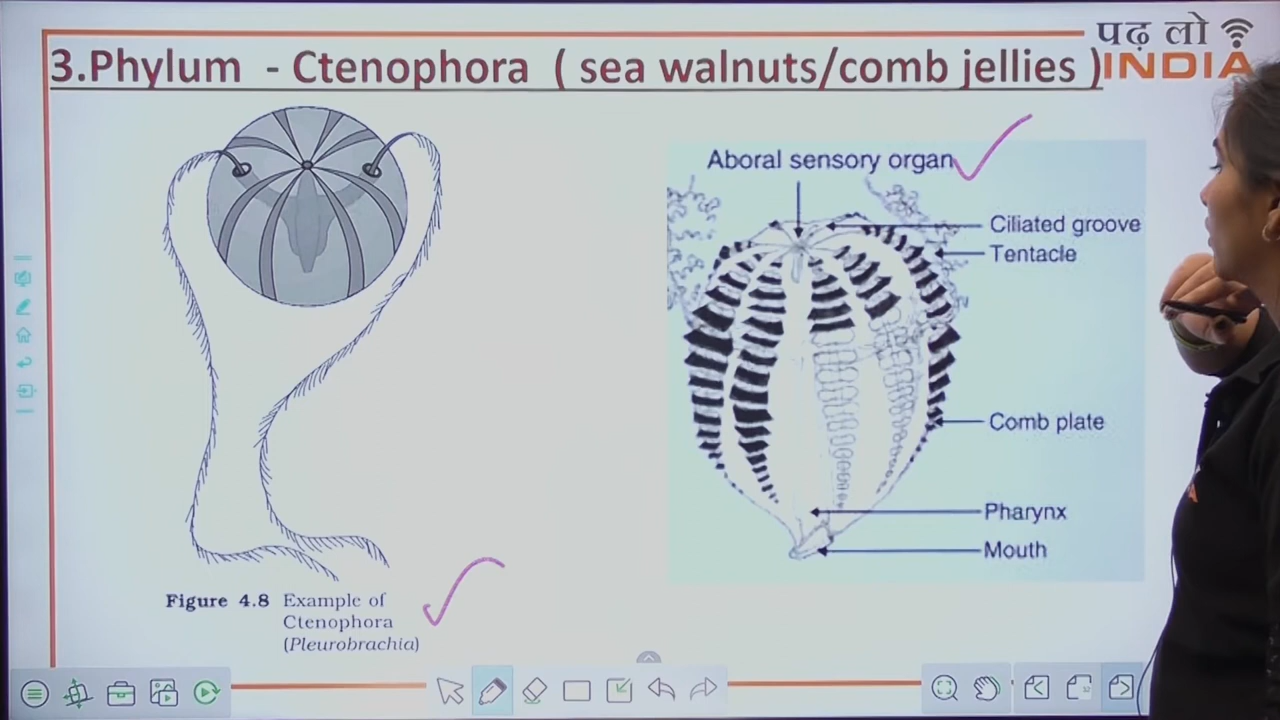 पढ़ लो
INDIA
3.Phylum - Ctenophora ( sea walnuts/comb jellies )
Aboral sensory organ
Ciliated groove
Tentacle
Comb plate
Pharynx
Mouth
Figure 4.8 Example of
Ctenophora
(Pleurobrachia)